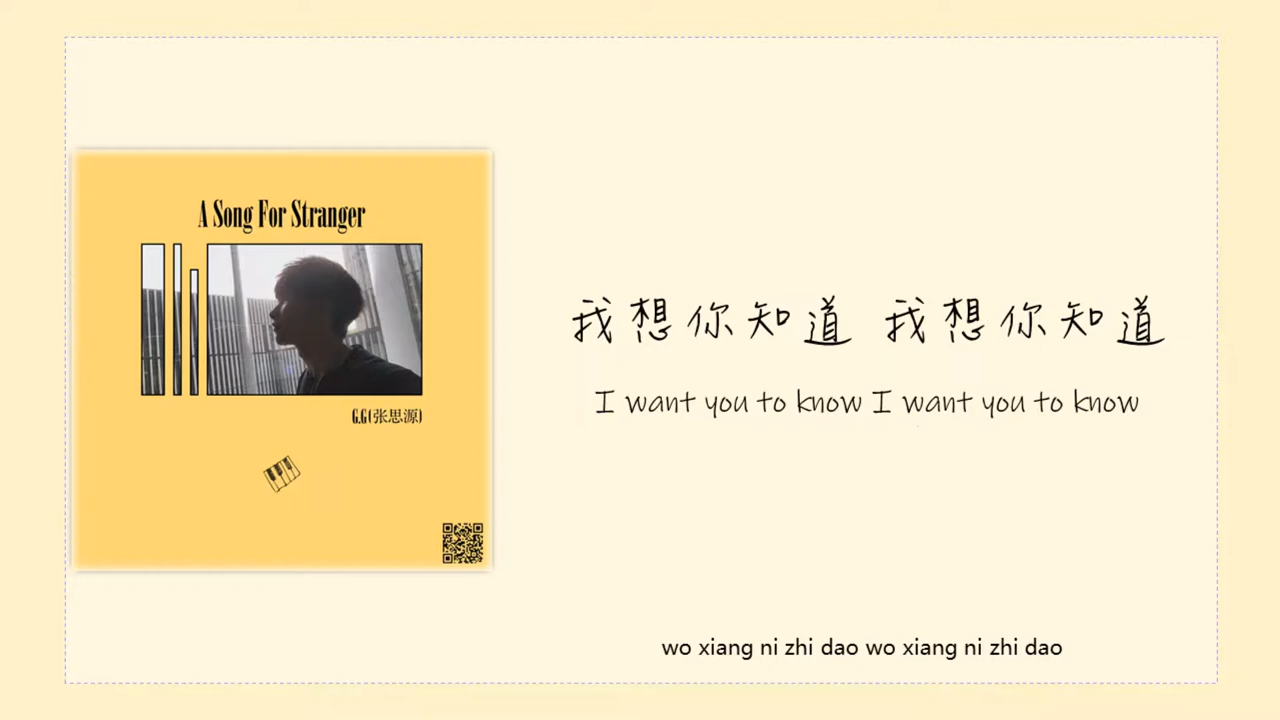 A Song For Stranger
G.G(张思源)
我想你知道 我想你知道
I want you to know I want you to know
wo xiang ni zhi dao wo xiang ni zhi dao